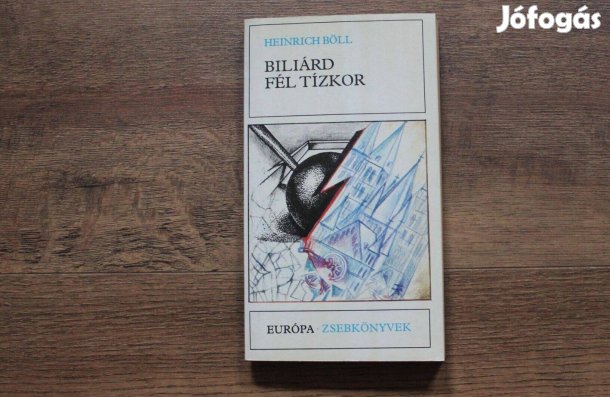 Jófogás
HEINRICH BÖLL
BILIÁRD
FÉL TÍZKOR
EURÓPA · ZSEBKÖNYVEK